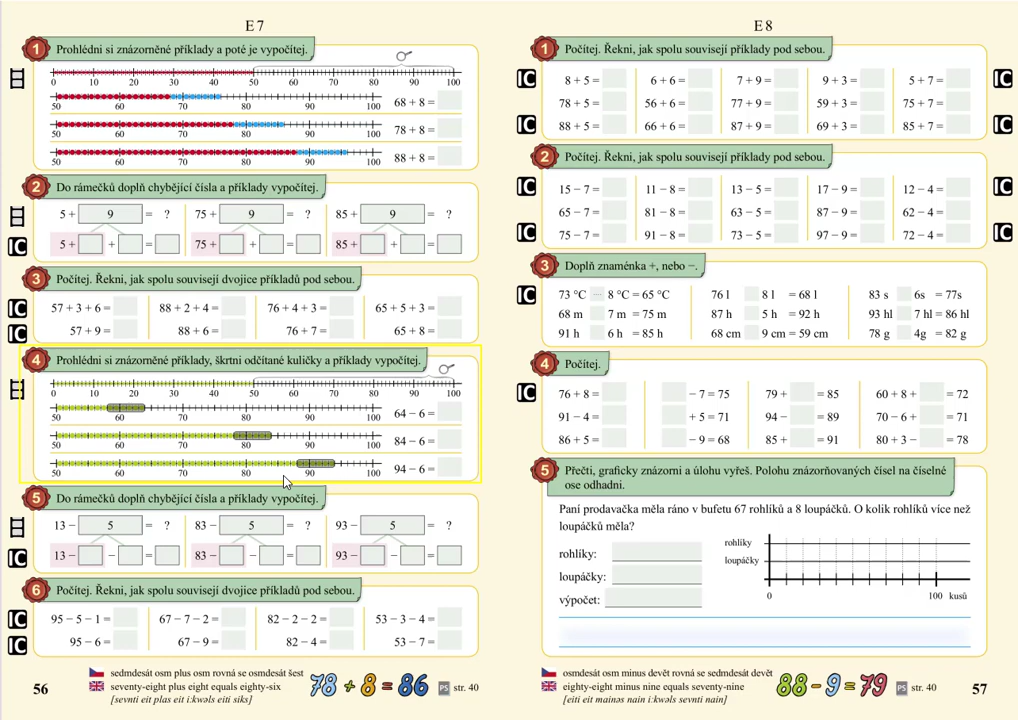 E 7
1 Prohlédni si znázorněné příklady a poté je vypočítej.
0 10 20 30 40 50 60 70 80 90 100
50 60 70 80 90 100
68 + 8 =
50 60 70 80 90 100
78 + 8 =
50 60 70 80 90 100
88 + 8 =
2 Do rámečků doplň chybějící čísla a příklady vypočítej.
5 + 9 = ? 75 + 9 = ? 85 + 9 = ?
5 + + = 75 + + = 85 + + =
3 Počítej. Řekni, jak spolu souvisejí dvojice příkladů pod sebou.
57 + 3 + 6 = 88 + 2 + 4 = 76 + 4 + 3 = 65 + 5 + 3 =
57 + 9 = 88 + 6 = 76 + 7 = 65 + 8 =
4 Prohlédni si znázorněné příklady, škrtni odčítané kuličky a příklady vypočítej.
0 10 20 30 40 50 60 70 80 90 100
50 60 70 80 90 100
64 − 6 =
50 60 70 80 90 100
84 − 6 =
50 60 70 80 90 100
94 − 6 =
5 Do rámečků doplň chybějící čísla a příklady vypočítej.
13 − 5 = ? 83 − 5 = ? 93 − 5 = ?
13 − − = 83 − − = 93 − − =
6 Počítej. Řekni, jak spolu souvisejí dvojice příkladů pod sebou.
95 − 5 − 1 = 67 − 7 − 2 = 82 − 2 − 2 = 53 − 3 − 4 =
95 − 6 = 67 − 9 = 82 − 4 = 53 − 7 =
56
sedmdesát osm plus osm rovná se osmdesát šest
seventy-eight plus eight equals eighty-six
[sevnti eit plas eit i:kwəls eiti siks]
78 + 8 = 86
PS str. 40
E 8
1 Počítej. Řekni, jak spolu souvisejí příklady pod sebou.
8 + 5 = 6 + 6 = 7 + 9 = 9 + 3 = 5 + 7 =
78 + 5 = 56 + 6 = 77 + 9 = 59 + 3 = 75 + 7 =
88 + 5 = 66 + 6 = 87 + 9 = 69 + 3 = 85 + 7 =
2 Počítej. Řekni, jak spolu souvisejí příklady pod sebou.
15 − 7 = 11 − 8 = 13 − 5 = 17 − 9 = 12 − 4 =
65 − 7 = 81 − 8 = 63 − 5 = 87 − 9 = 62 − 4 =
75 − 7 = 91 − 8 = 73 − 5 = 97 − 9 = 72 − 4 =
3 Doplň znaménka +, nebo −.
73 °C ···· 8 °C = 65 °C 76 l 8 l = 68 l 83 s 6s = 77s
68 m 7 m = 75 m 87 h 5 h = 92 h 93 hl 7 hl = 86 hl
91 h 6 h = 85 h 68 cm 9 cm = 59 cm 78 g 4g = 82 g
4 Počítej.
76 + 8 = − 7 = 75 79 + = 85 60 + 8 + = 72
91 − 4 = + 5 = 71 94 − = 89 70 − 6 + = 71
86 + 5 = − 9 = 68 85 + = 91 80 + 3 − = 78
5 Přečti, graficky znázorni a úlohu vyřeš. Polohu znázorňovaných čísel na číselné
ose odhadni.
Paní prodavačka měla ráno v bufetu 67 rohlíků a 8 loupáčků. O kolik rohlíků více než
loupáčků měla?
rohlíky:
loupáčky:
výpočet:
rohlíky
loupáčky
0 100 kusů
osmdesát osm minus devět rovná se sedmdesát devět
eighty-eight minus nine equals seventy-nine
[eiti eit mainəs nain i:kwəls sevnti nain]
88 − 9 = 79
PS str. 40
57